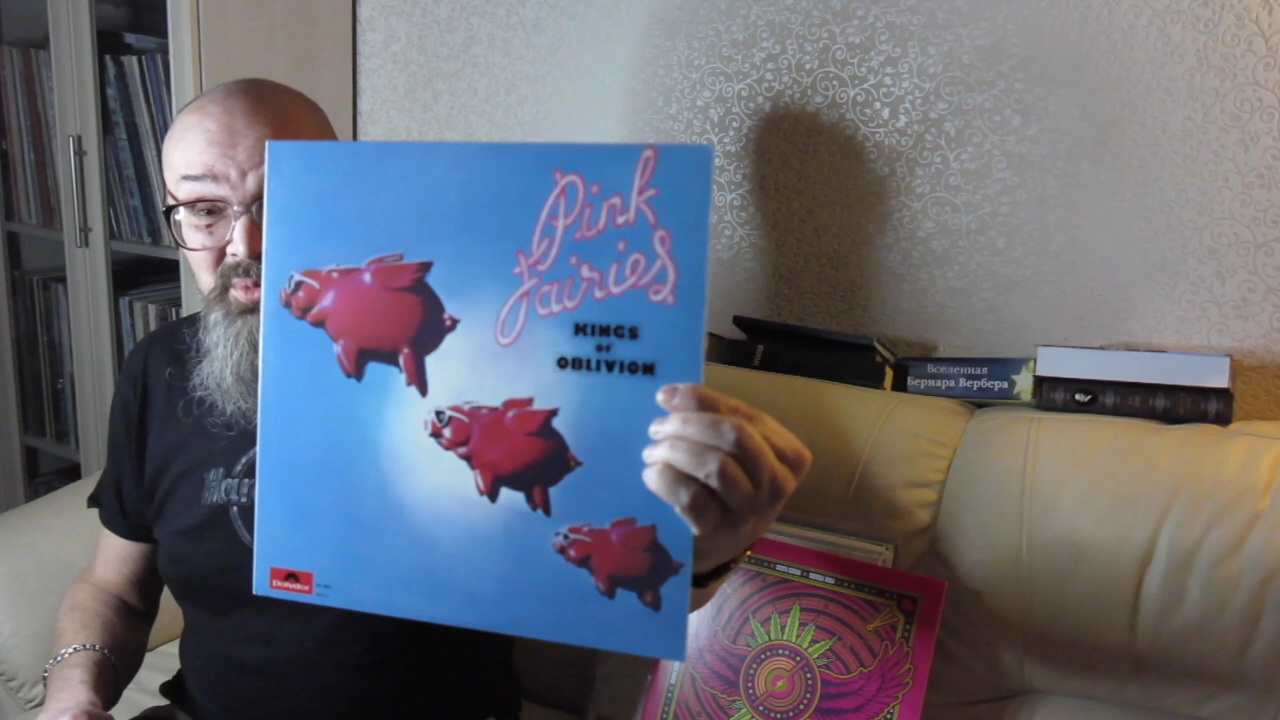 Pink
Fairies
KINGS
OF
OBLIVION
Polydor
Вселенная
Бернара Вербера